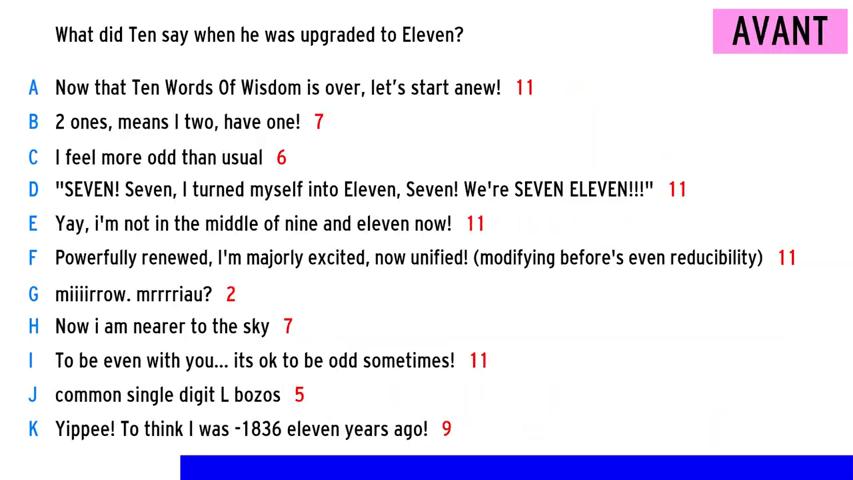 What did Ten say when he was upgraded to Eleven?
AVANT
A Now that Ten Words Of Wisdom is over, let's start anew! 11
B 2 ones, means I two, have one! 7
C I feel more odd than usual 6
D "SEVEN! Seven, I turned myself into Eleven, Seven! We're SEVEN ELEVEN!!!" 11
E Yay, i'm not in the middle of nine and eleven now! 11
F Powerfully renewed, I'm majorly excited, now unified! (modifying before's even reducibility) 11
G miiiirrow. mrrrriau? 2
H Now i am nearer to the sky 7
I To be even with you... its ok to be odd sometimes! 11
J common single digit L bozos 5
K Yippee! To think I was -1836 eleven years ago! 9